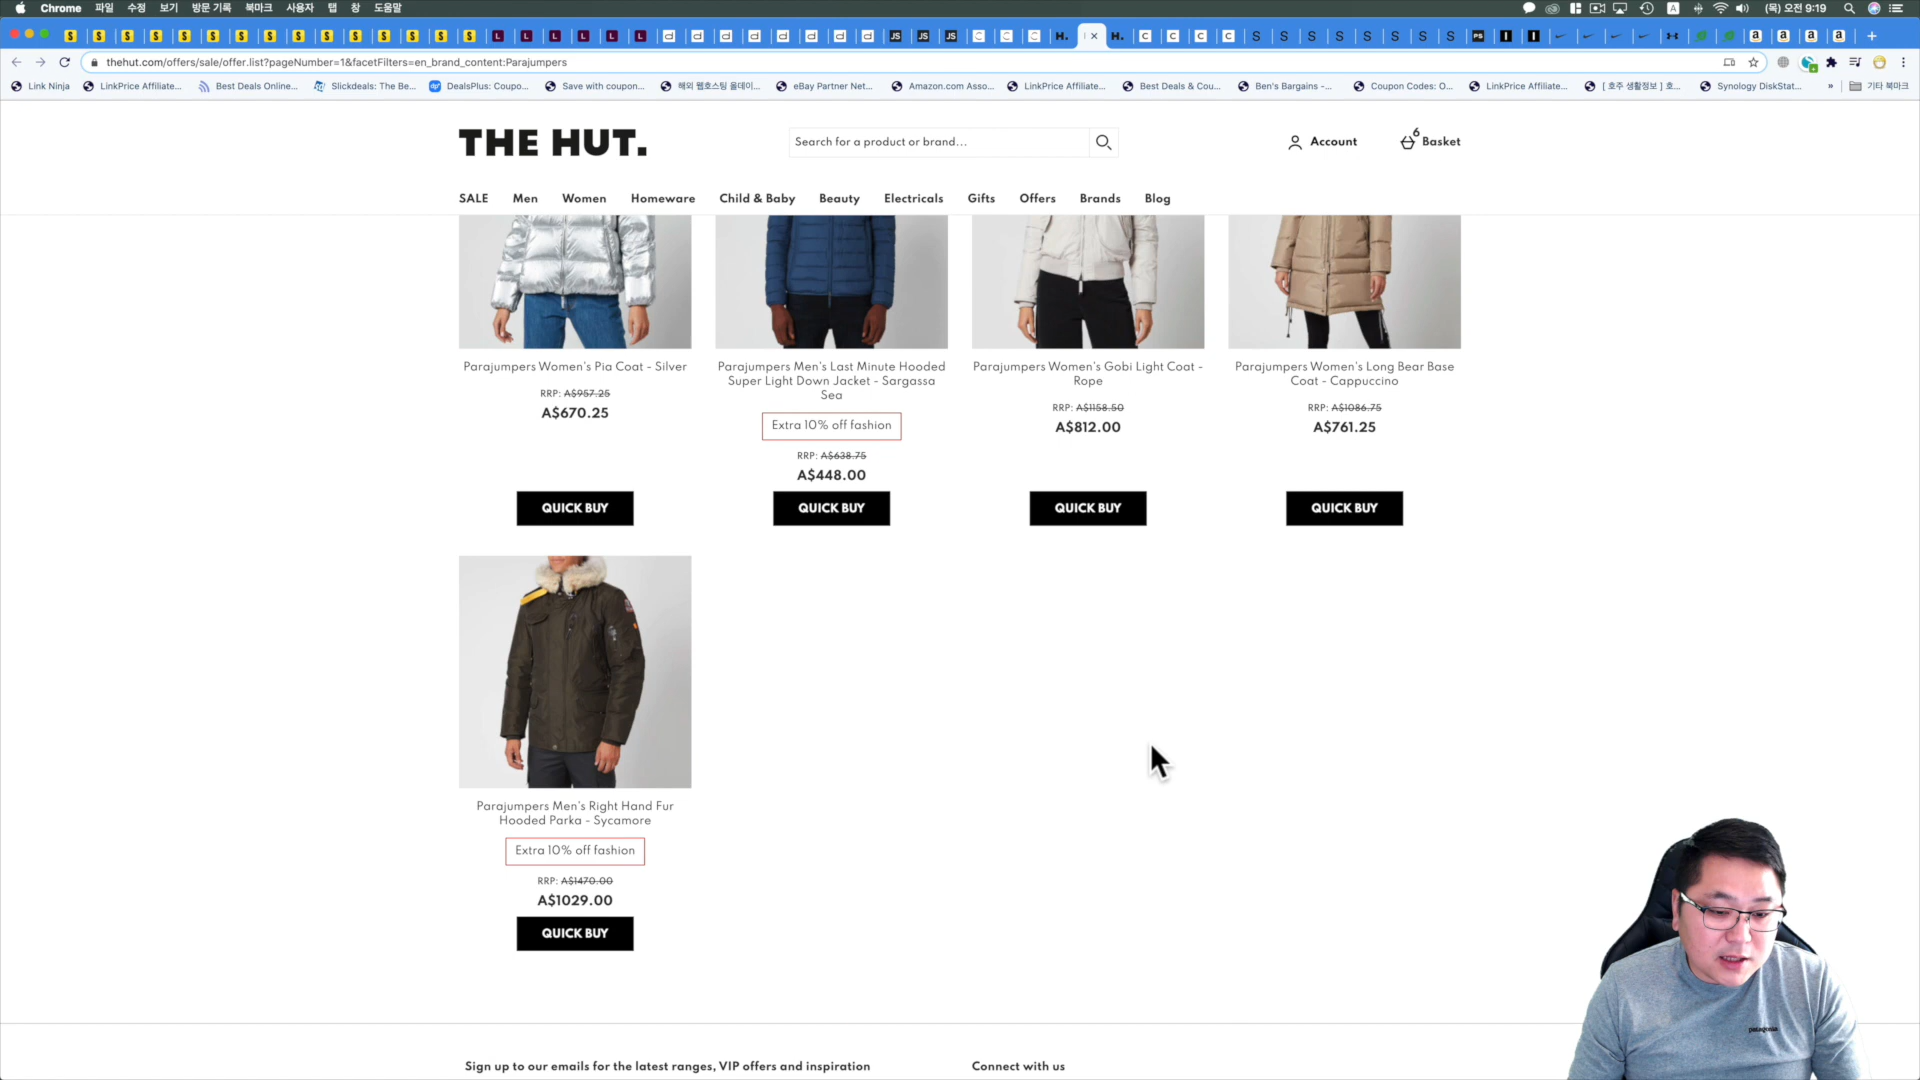 Chrome 파일 수정 보기 방문 기록 북마크 사용자 탭 창 도움말
(목) 오전 9:19
thehut.com/offers/sale/offer.list?pageNumber=1&facetFilters=en_brand_content:Parajumpers
Link Ninja LinkPrice Affiliate... Best Deals Online... Slickdeals: The Be... DealsPlus: Coupo... Save with coupon... 해외 웹호스팅 올데이... eBay Partner Net... Amazon.com Asso... LinkPrice Affiliate... Best Deals & Cou... Ben's Bargains -... Coupon Codes: O... LinkPrice Affiliate... [ 호주 생활정보 ] 호... Synology DiskStat... » 기타 북마크
THE HUT.
Search for a product or brand...
Account
6
Basket
SALE Men Women Homeware Child & Baby Beauty Electricals Gifts Offers Brands Blog
Parajumpers Women's Pia Coat - Silver
RRP: A$957.25
A$670.25
QUICK BUY
Parajumpers Men's Last Minute Hooded
Super Light Down Jacket - Sargassa
Sea
Extra 10% off fashion
RRP: A$638.75
A$448.00
QUICK BUY
Parajumpers Women's Gobi Light Coat -
Rope
RRP: A$1158.50
A$812.00
QUICK BUY
Parajumpers Women's Long Bear Base
Coat - Cappuccino
RRP: A$1086.75
A$761.25
QUICK BUY
Parajumpers Men's Right Hand Fur
Hooded Parka - Sycamore
Extra 10% off fashion
RRP: A$1470.00
A$1029.00
QUICK BUY
patagonia
Sign up to our emails for the latest ranges, VIP offers and inspiration
Connect with us